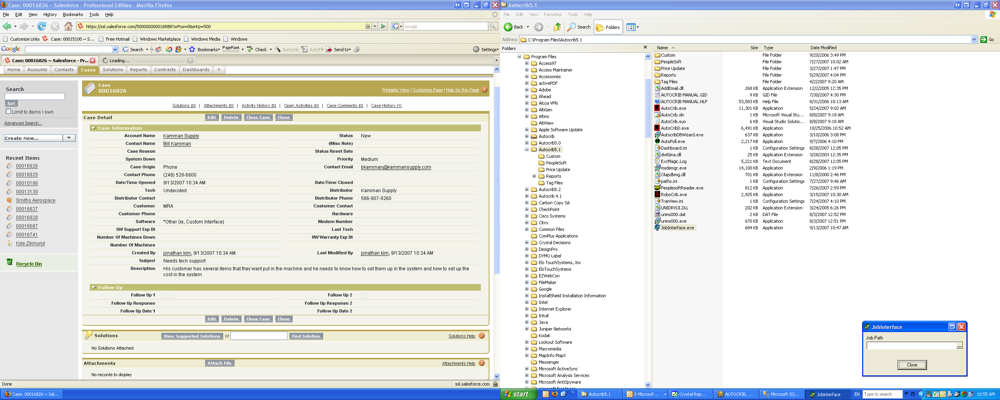 Case: 00016826 ~ Salesforce - Professional Edition - Mozilla Firefox
File Edit View History Bookmarks Tools Help
https://ssl.salesforce.com/500000000016RB8?srPos=0&srKp=500
Google
Customize Links Case: 00015100 ~ S... Free Hotmail Windows Marketplace Windows Media Windows
Google Search Bookmarks PageRank Check AutoLink AutoFill Send to Settings
Case: 00016826 ~ Salesforce - Pr... Loading...
Home Accounts Contacts Cases Solutions Reports Contracts Dashboards
Search
Go!
Limit to items I own
Advanced Search...
Create New...
Recent Items
00016826
00016825
00010198
00013130
Smiths Aerospace
00016827
00016828
00016687
00016741
Kyle Zikmund
Recycle Bin
Case
00016826
Printable View | Customize Page | Help for this Page
Solutions [0] | Attachments [0] | Activity History [0] | Open Activities [0] | Case Comments [0] | Case History [1]
Case Detail Edit Delete Close Case Clone
Case Information
Account Name Kamman Supply Status New
Contact Name Bill Kamman (Misc Note)
Case Reason Status Reset Date
System Down Priority Medium
Case Origin Phone Contact Email bkamman@kammansupply.com
Contact Phone (248) 528-6800
Date/Time Opened 9/13/2007 10:34 AM Date/Time Closed
Tech Undecided Distributor Kamman Supply
Distributor Contact Distributor Phone 586-907-9260
Customer MRA Customer Contact
Customer Phone Hardware
Software *Other (ie, Custom Interface) Modem Number
SW Support Exp Dt Last Tech
Number Of Machines Down HW Warranty Exp Dt
Number Of Machines
Created By jonathan kim, 9/13/2007 10:34 AM Last Modified By jonathan kim, 9/13/2007 10:34 AM
Subject Needs tech support
Description His customer has several items that they want put in the machine and he needs to know how to set them up in the system and how to set up the
cost in the system
Follow Up
Follow Up 1 Follow Up 2
Follow Up Response Follow Up Response 2
Follow Up Date 1 Follow Up Date 2
Edit Delete Close Case Clone
Solutions View Suggested Solutions or Find Solution Solutions Help
No Solutions Attached
Attachments Attach File Attachments Help
No records to display
Done ssl.salesforce.com
Case: 00016826 ~ Sal...
Autocrib5.1
File Edit View Favorites Tools Help
Back Search Folders
Address C:\Program Files\Autocrib5.1 Go
Folders
Program Files
Access97
Access Maintainer
Accessories
activePDF
Adobe
Ahead
Alcoa VPN
AltiGen
Altiris
AltiView
Apple Software Update
Autocrib
Autocrib5.0
Autocrib5.1
Custom
PeopleSoft
Price Update
Reports
Tag Files
Autocrib5.2
Autocrib 4.1
Carbon Copy SA
CheckPoint
Cisco Systems
Citrix
Common Files
ComPlus Applications
Crystal Decisions
DesignPro
DYMO Label
Elo TouchSystems, Inc
EloTouchSystems
EZWebCon
FileMaker
Google
InstallShield Installation Information
Intel
Internet Explorer
Intuit
Java
Juniper Networks
Kodak
Lookout Software
Macromedia
MapInfo MapX
Messenger
Microsoft ActiveSync
Microsoft Analysis Services
Microsoft AntiSpyware
microsoft frontpage
Name Size Type Date Modified
Custom File Folder 9/20/2006 3:49 PM
PeopleSoft File Folder 7/27/2007 10:02 AM
Price Update File Folder 3/27/2007 1:47 PM
Reports File Folder 5/29/2007 4:04 PM
Tag Files File Folder 4/2/2007 9:20 AM
AddEmail.dll 268 KB Application Extension 12/2/2005 12:35 PM
AUTOCRIB MANUAL.GID 9 KB GID File 7/30/2007 4:30 PM
AUTOCRIB MANUAL.HLP 53,583 KB Help File 8/31/2006 10:13 AM
AutoCrib.exe 11,301 KB Application 5/24/2007 9:02 AM
AutoCrib.sln 1 KB Microsoft Visual Stu... 8/8/2007 9:18 AM
AutoCrib.suo 6 KB Visual Studio Solutio... 8/8/2007 9:18 AM
AutoCribD.exe 6,491 KB Application 10/25/2006 10:52 AM
AutocribDBWizard.exe 637 KB Application 3/10/2006 3:08 PM
AutoPoll.exe 2,217 KB Application 9/7/2006 4:10 PM
Dashboard.ini 1 KB Configuration Settings 8/28/2007 12:05 PM
dwlGina.dll 25 KB Application Extension 3/28/2003 12:35 PM
ExcMagic.Log 5,221 KB Text Document 8/28/2007 12:05 PM
msdemgr.exe 14,100 KB Application 2/9/2006 1:19 PM
Olapdbmg.dll 701 KB Application Extension 11/8/2000 2:46 PM
paths.ini 1 KB Configuration Settings 7/27/2007 9:46 AM
PeoplesoftReader.exe 812 KB Application 7/26/2007 2:59 PM
RoboCrib.exe 2,925 KB Application 3/15/2007 10:30 AM
TranVew.ini 1 KB Configuration Settings 7/24/2007 4:10 PM
UNIDRVUI.DLL 202 KB Application Extension 3/24/2005 6:26 PM
unins000.dat 2 KB DAT File 8/3/2007 12:52 PM
unins000.exe 670 KB Application 8/3/2007 12:51 PM
JobInterface.exe 684 KB Application 9/13/2007 10:47 AM
JobInterface
Job Path
...
Close
start Autocrib5.1 3 Microsof... Crystal Rep... AUTOCRIB, ... Microsoft SQ... Jobinterface EN Type to search 10:55 AM